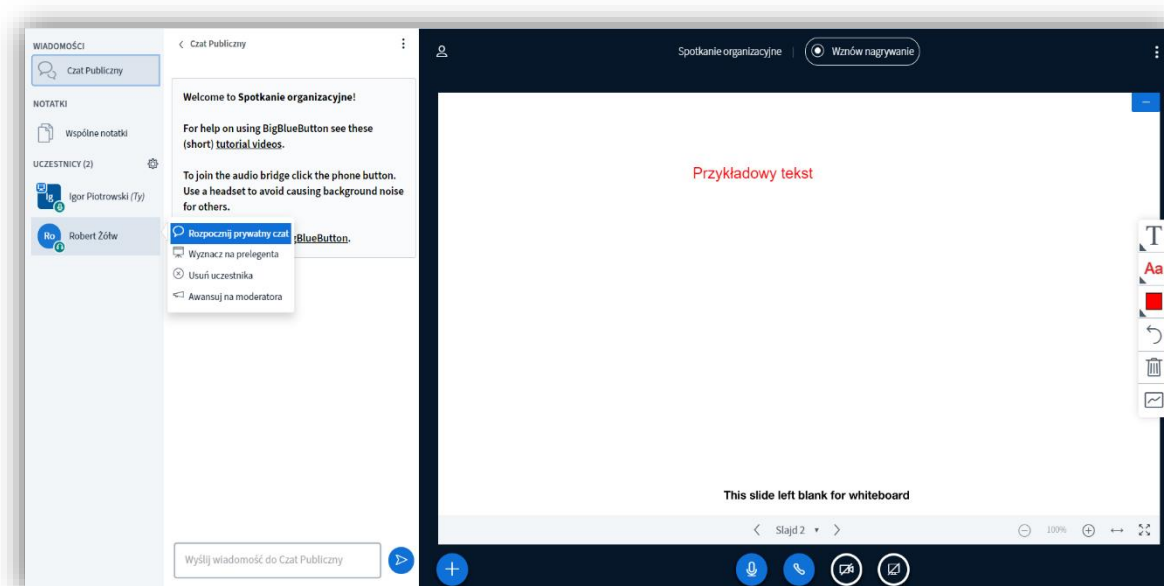 WIADOMOŚCI
Czat Publiczny
NOTATKI
Wspólne notatki
UCZESTNICY (2)
Ig
Igor Piotrowski (Ty)
Ro
Robert Żółw
Czat Publiczny
Welcome to Spotkanie organizacyjne!
For help on using BigBlueButton see these
(short) tutorial videos.
To join the audio bridge click the phone button.
Use a headset to avoid causing background noise
for others.
gBlueButton.
Rozpocznij prywatny czat
Wyznacz na prelegenta
Usuń uczestnika
Awansuj na moderatora
Wyślij wiadomość do Czat Publiczny
Spotkanie organizacyjne
Wznów nagrywanie
Przykładowy tekst
T
Aa
This slide left blank for whiteboard
Slajd 2
100%